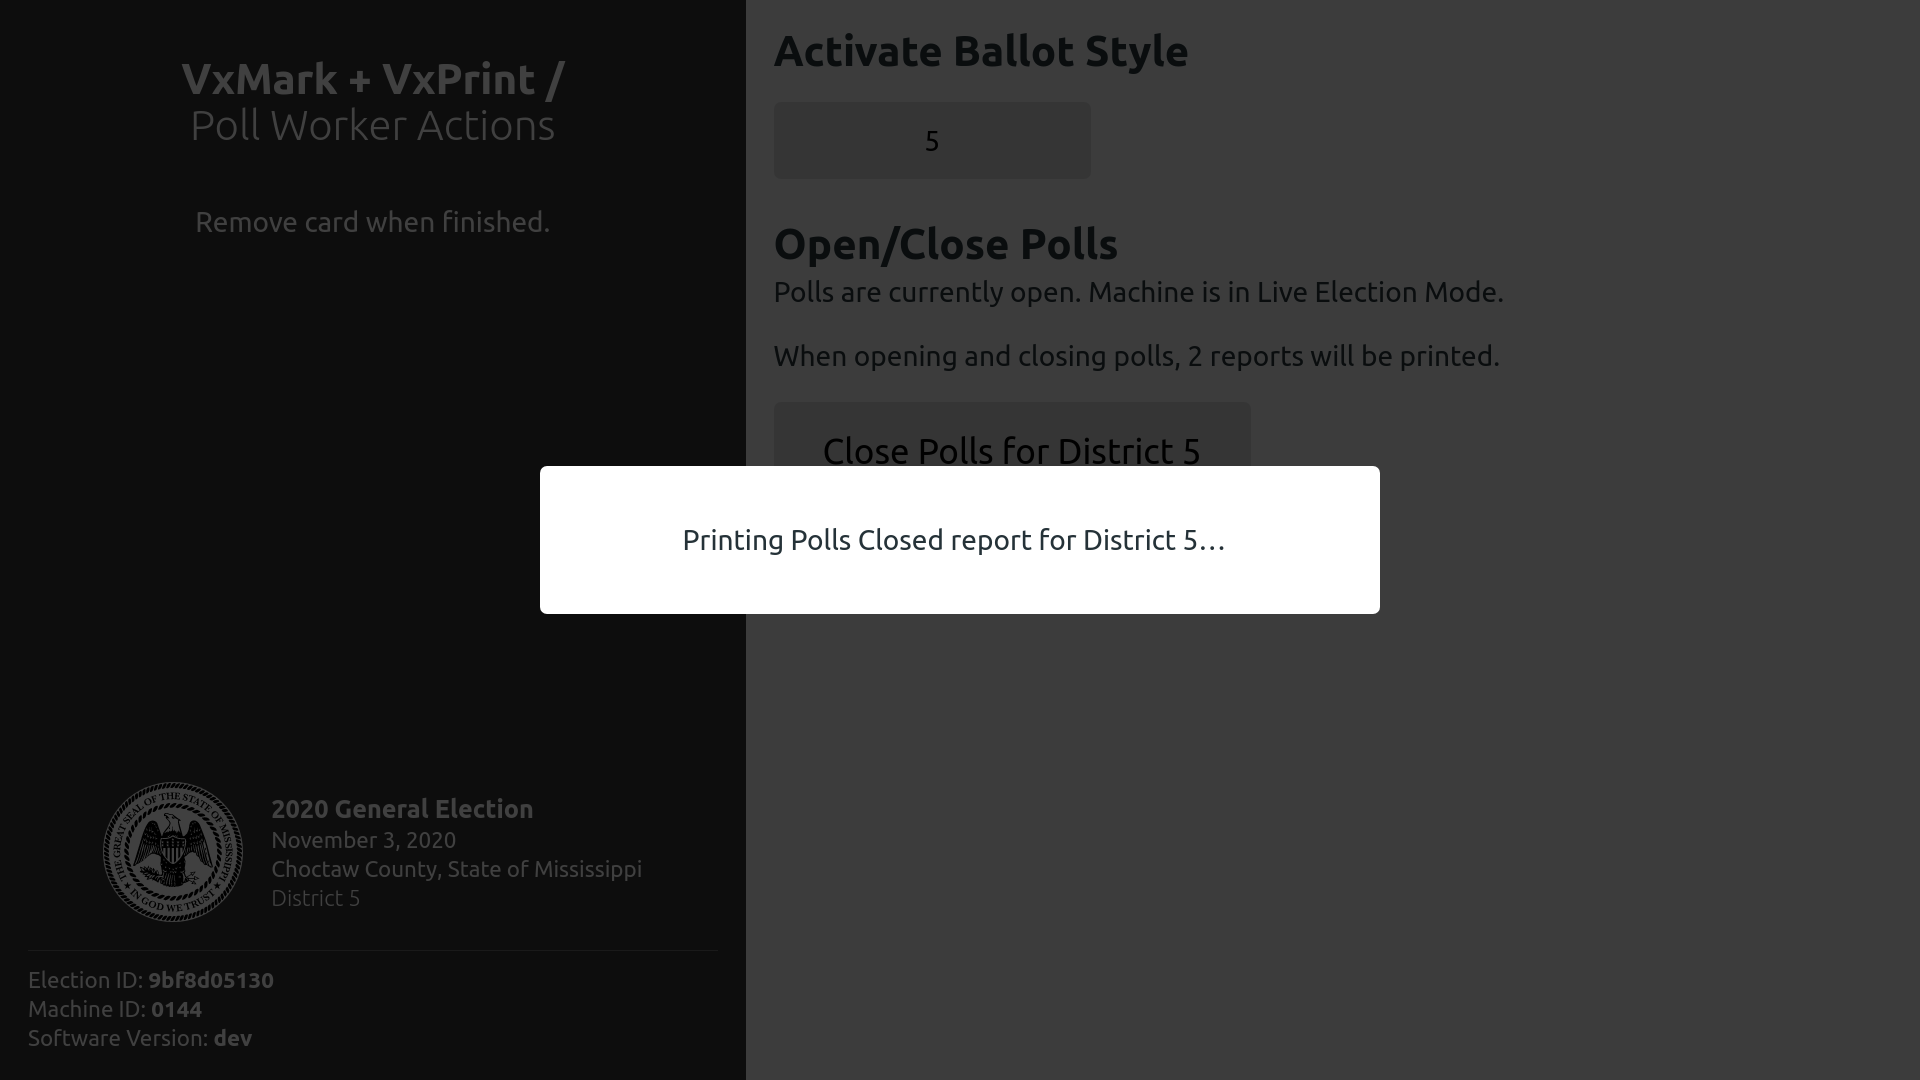 VxMark + VxPrint /
Poll Worker Actions
Remove card when finished.
Activate Ballot Style
5
Open/Close Polls
Polls are currently open. Machine is in Live Election Mode.
When opening and closing polls, 2 reports will be printed.
Close Polls for District 5
Printing Polls Closed report for District 5…
THE GREAT SEAL OF THE STATE OF MISSISSIPPI
IN GOD WE TRUST
2020 General Election
November 3, 2020
Choctaw County, State of Mississippi
District 5
Election ID: 9bf8d05130
Machine ID: 0144
Software Version: dev